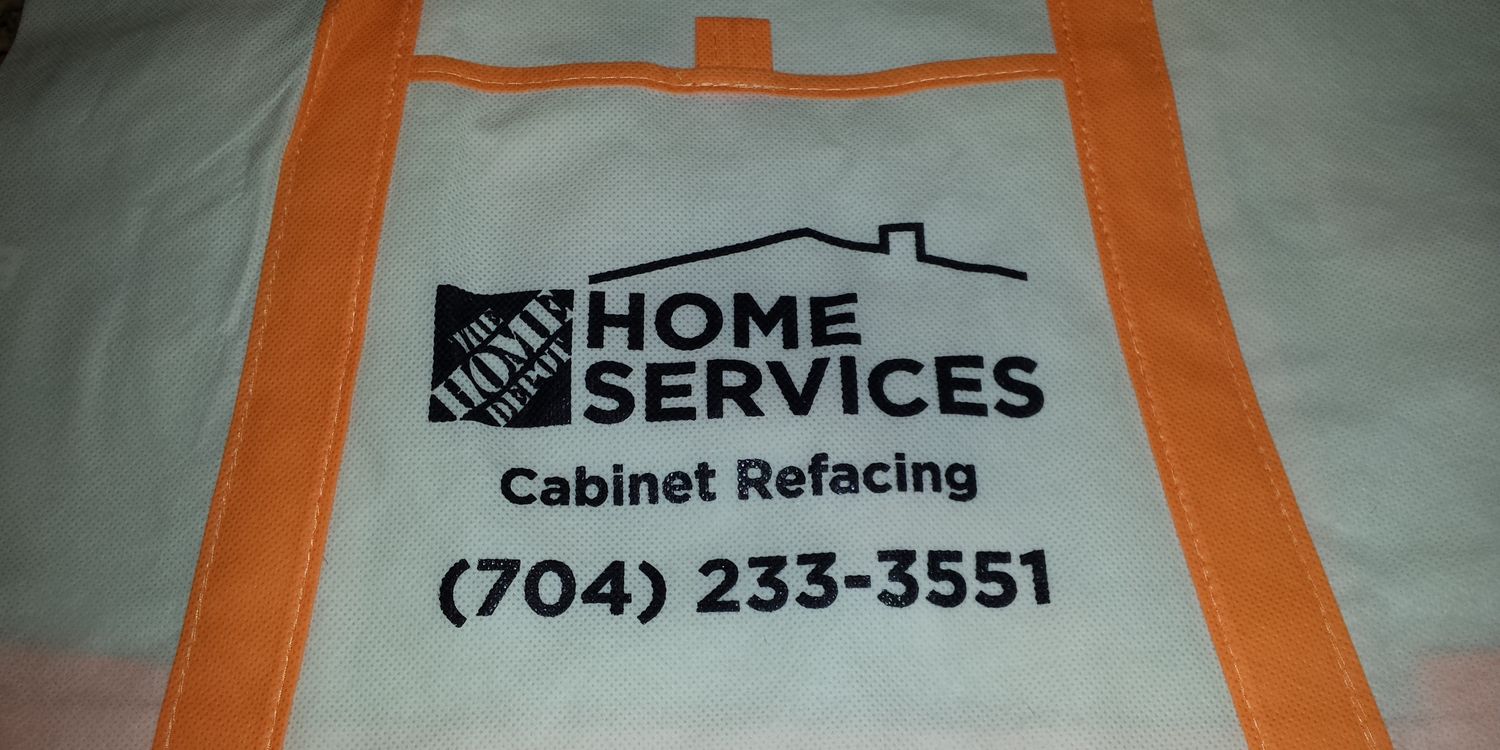 THE
HOME
DEPOT
HOME
SERVICES
Cabinet Refacing
(704) 233-3551